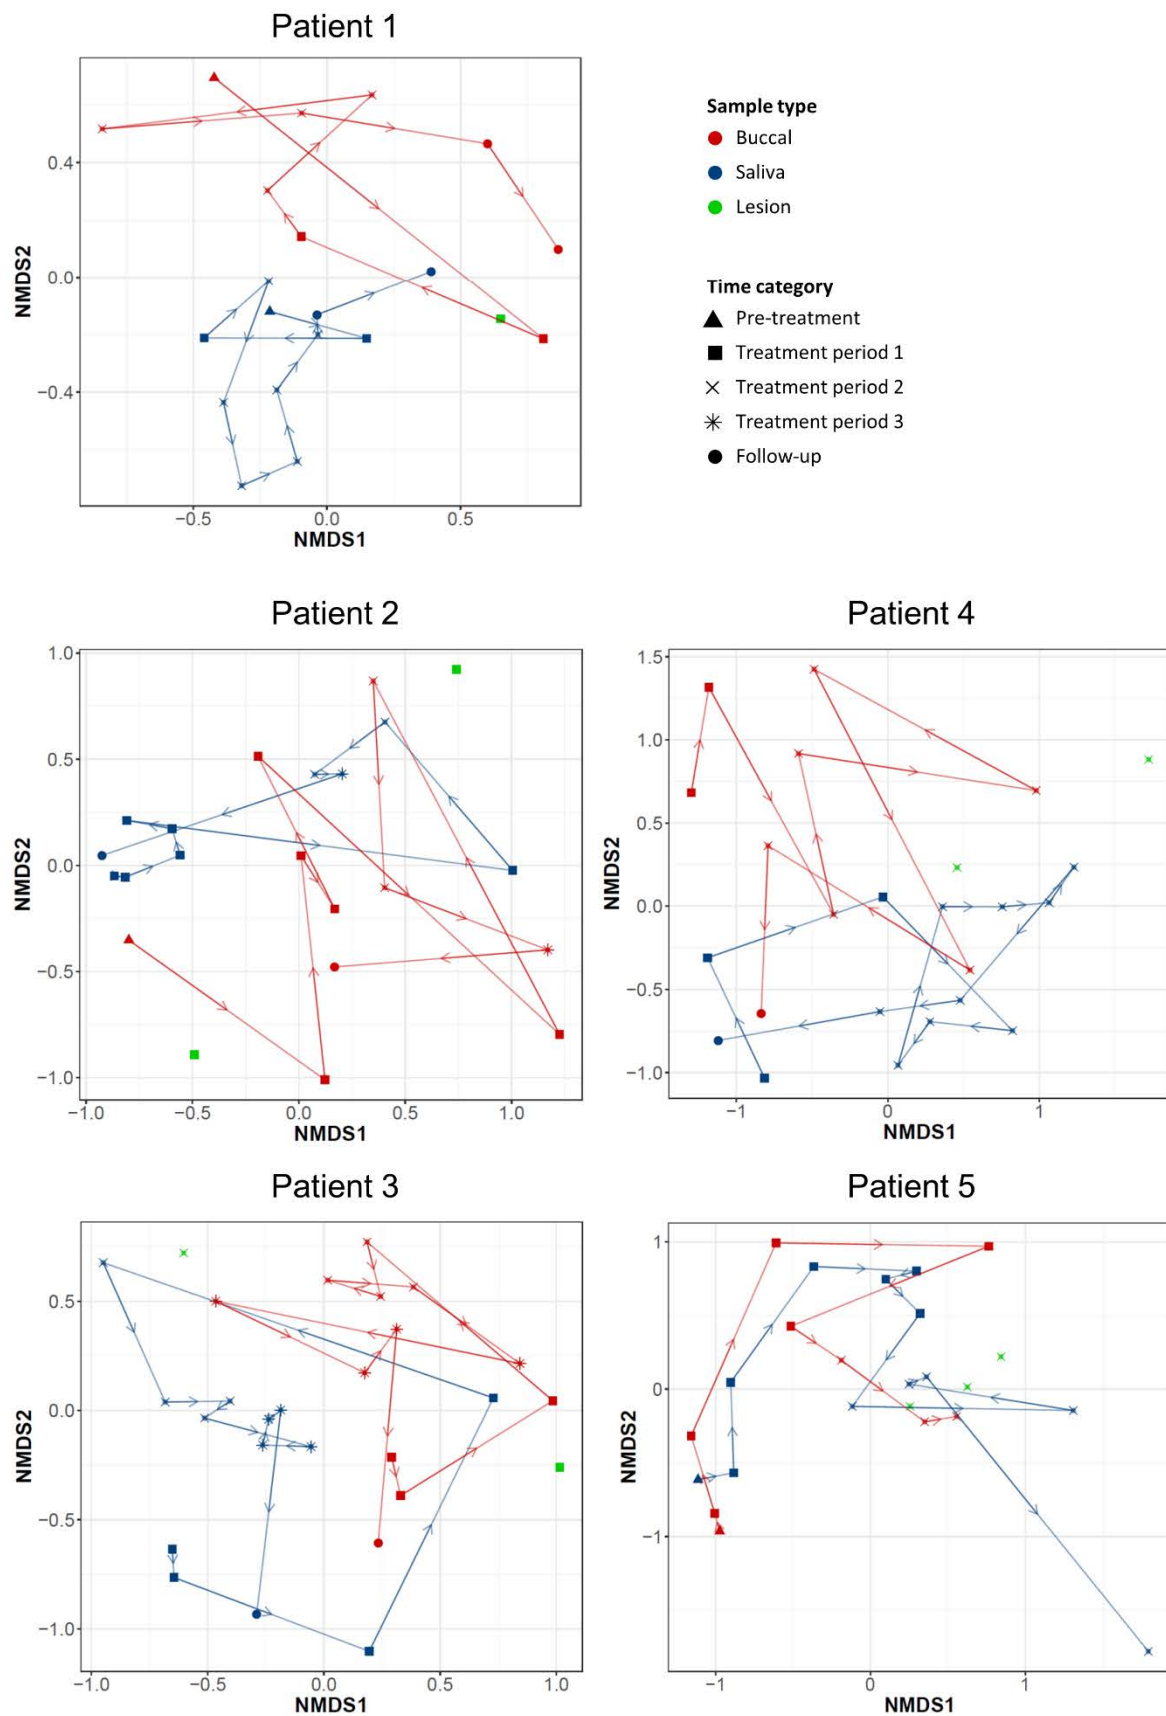 Patient 1
0.4
0.0
−0.4
NMDS2
−0.5
0.0
0.5
NMDS1
Sample type
Buccal
Saliva
Lesion
Time category
Pre-treatment
Treatment period 1
Treatment period 2
Treatment period 3
Follow-up
Patient 2
1.0
0.5
0.0
−0.5
−1.0
NMDS2
−1.0
−0.5
0.0
0.5
1.0
NMDS1
Patient 4
1.5
1.0
0.5
0.0
−0.5
−1.0
NMDS2
−1
0
1
NMDS1
Patient 3
0.5
0.0
−0.5
−1.0
NMDS2
−1.0
−0.5
0.0
0.5
1.0
NMDS1
Patient 5
1
0
−1
NMDS2
−1
0
1
NMDS1